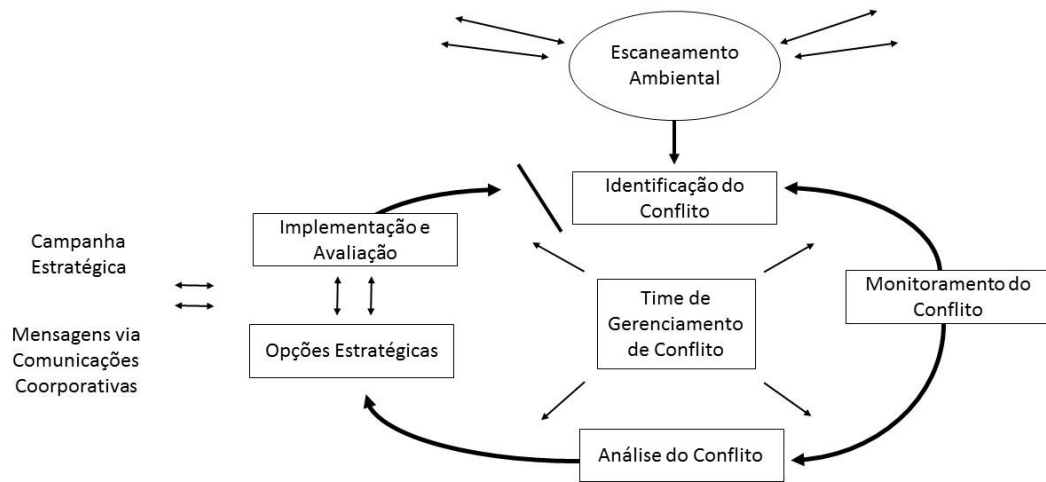 Escaneamento
Ambiental
Identificação do
Conflito
Implementação e
Avaliação
Campanha
Estratégica
Monitoramento do
Conflito
Time de
Gerenciamento
de Conflito
Opções Estratégicas
Mensagens via
Comunicações
Coorporativas
Análise do Conflito